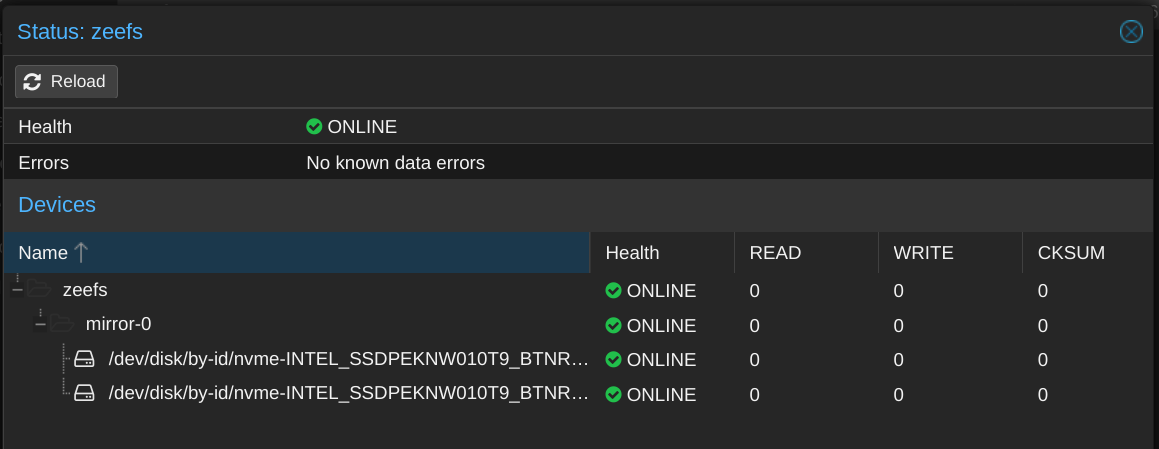 Status: zeefs
Reload
Health ONLINE
Errors No known data errors
Devices
Name Health READ WRITE CKSUM
zeefs ONLINE 0 0 0
mirror-0 ONLINE 0 0 0
/dev/disk/by-id/nvme-INTEL_SSDPEKNW010T9_BTNR… ONLINE 0 0 0
/dev/disk/by-id/nvme-INTEL_SSDPEKNW010T9_BTNR… ONLINE 0 0 0